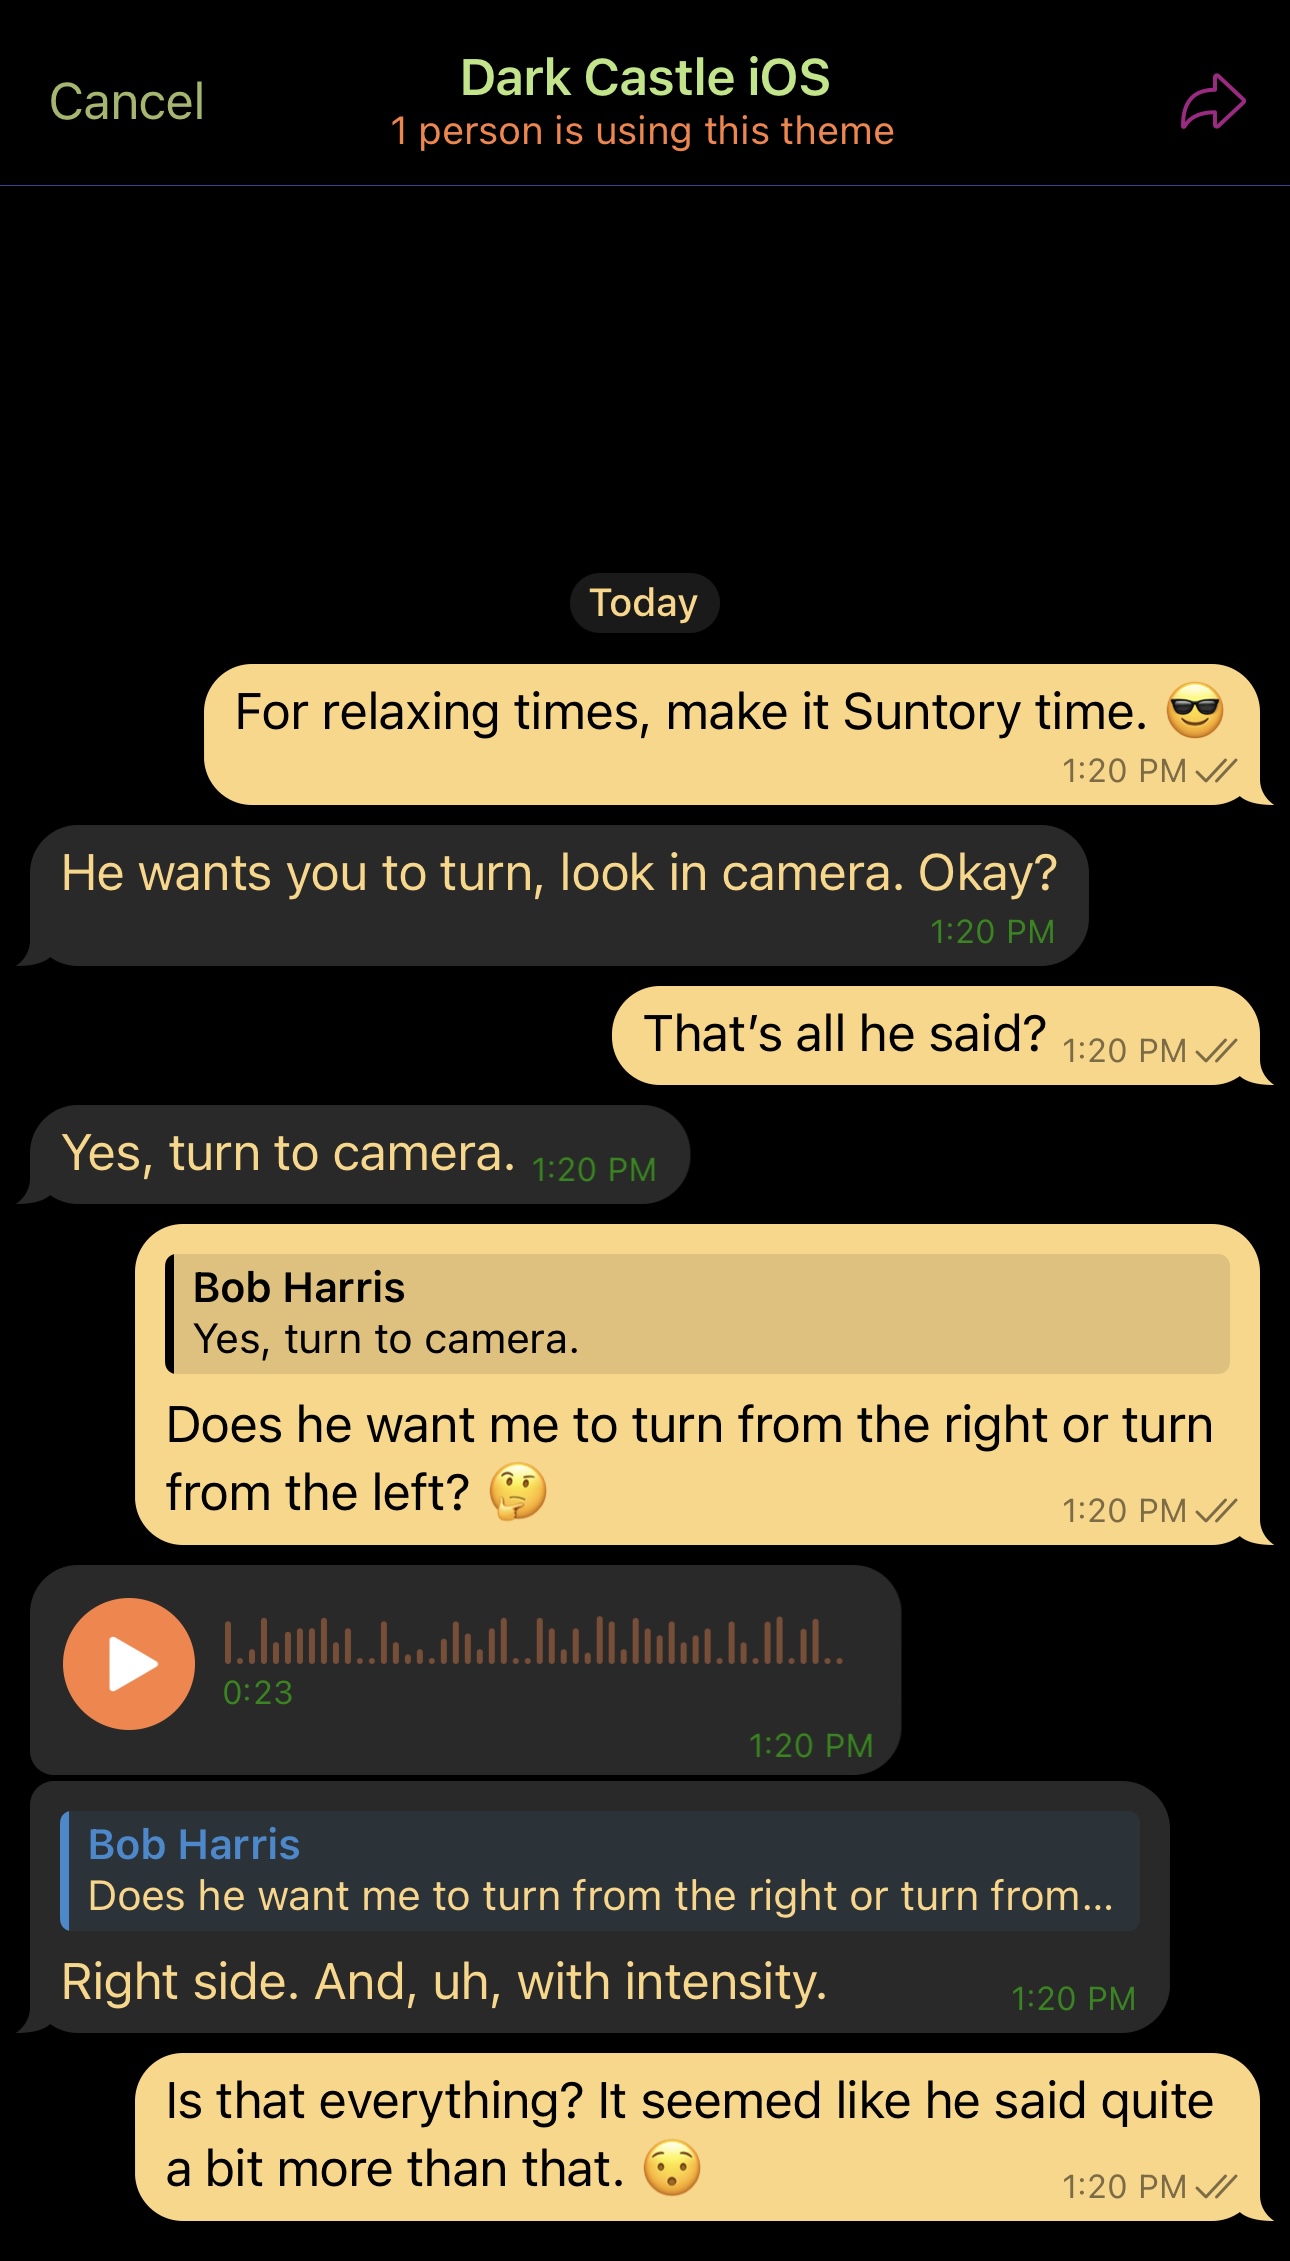 Cancel
Dark Castle iOS
1 person is using this theme
Today
For relaxing times, make it Suntory time. 😎
1:20 PM
He wants you to turn, look in camera. Okay?
1:20 PM
That’s all he said? 1:20 PM
Yes, turn to camera. 1:20 PM
Bob Harris
Yes, turn to camera.
Does he want me to turn from the right or turn
from the left? 🤔 1:20 PM
0:23
1:20 PM
Bob Harris
Does he want me to turn from the right or turn from...
Right side. And, uh, with intensity. 1:20 PM
Is that everything? It seemed like he said quite
a bit more than that. 😯 1:20 PM